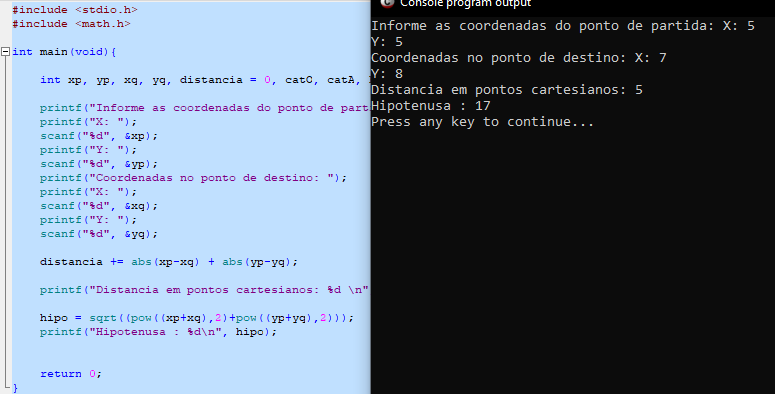 #include <stdio.h>
#include <math.h>
int main(void){
int xp, yp, xq, yq, distancia = 0, catC, catA,
printf("Informe as coordenadas do ponto de part
printf("X: ");
scanf("%d", &xp);
printf("Y: ");
scanf("%d", &yp);
printf("Coordenadas no ponto de destino: ");
printf("X: ");
scanf("%d", &xq);
printf("Y: ");
scanf("%d", &yq);
distancia += abs(xp-xq) + abs(yp-yq);
printf("Distancia em pontos cartesianos: %d \n"
hipo = sqrt((pow((xp+xq),2)+pow((yp+yq),2)));
printf("Hipotenusa : %d\n", hipo);
return 0;
}
Console program output
Informe as coordenadas do ponto de partida: X: 5
Y: 5
Coordenadas no ponto de destino: X: 7
Y: 8
Distancia em pontos cartesianos: 5
Hipotenusa : 17
Press any key to continue...